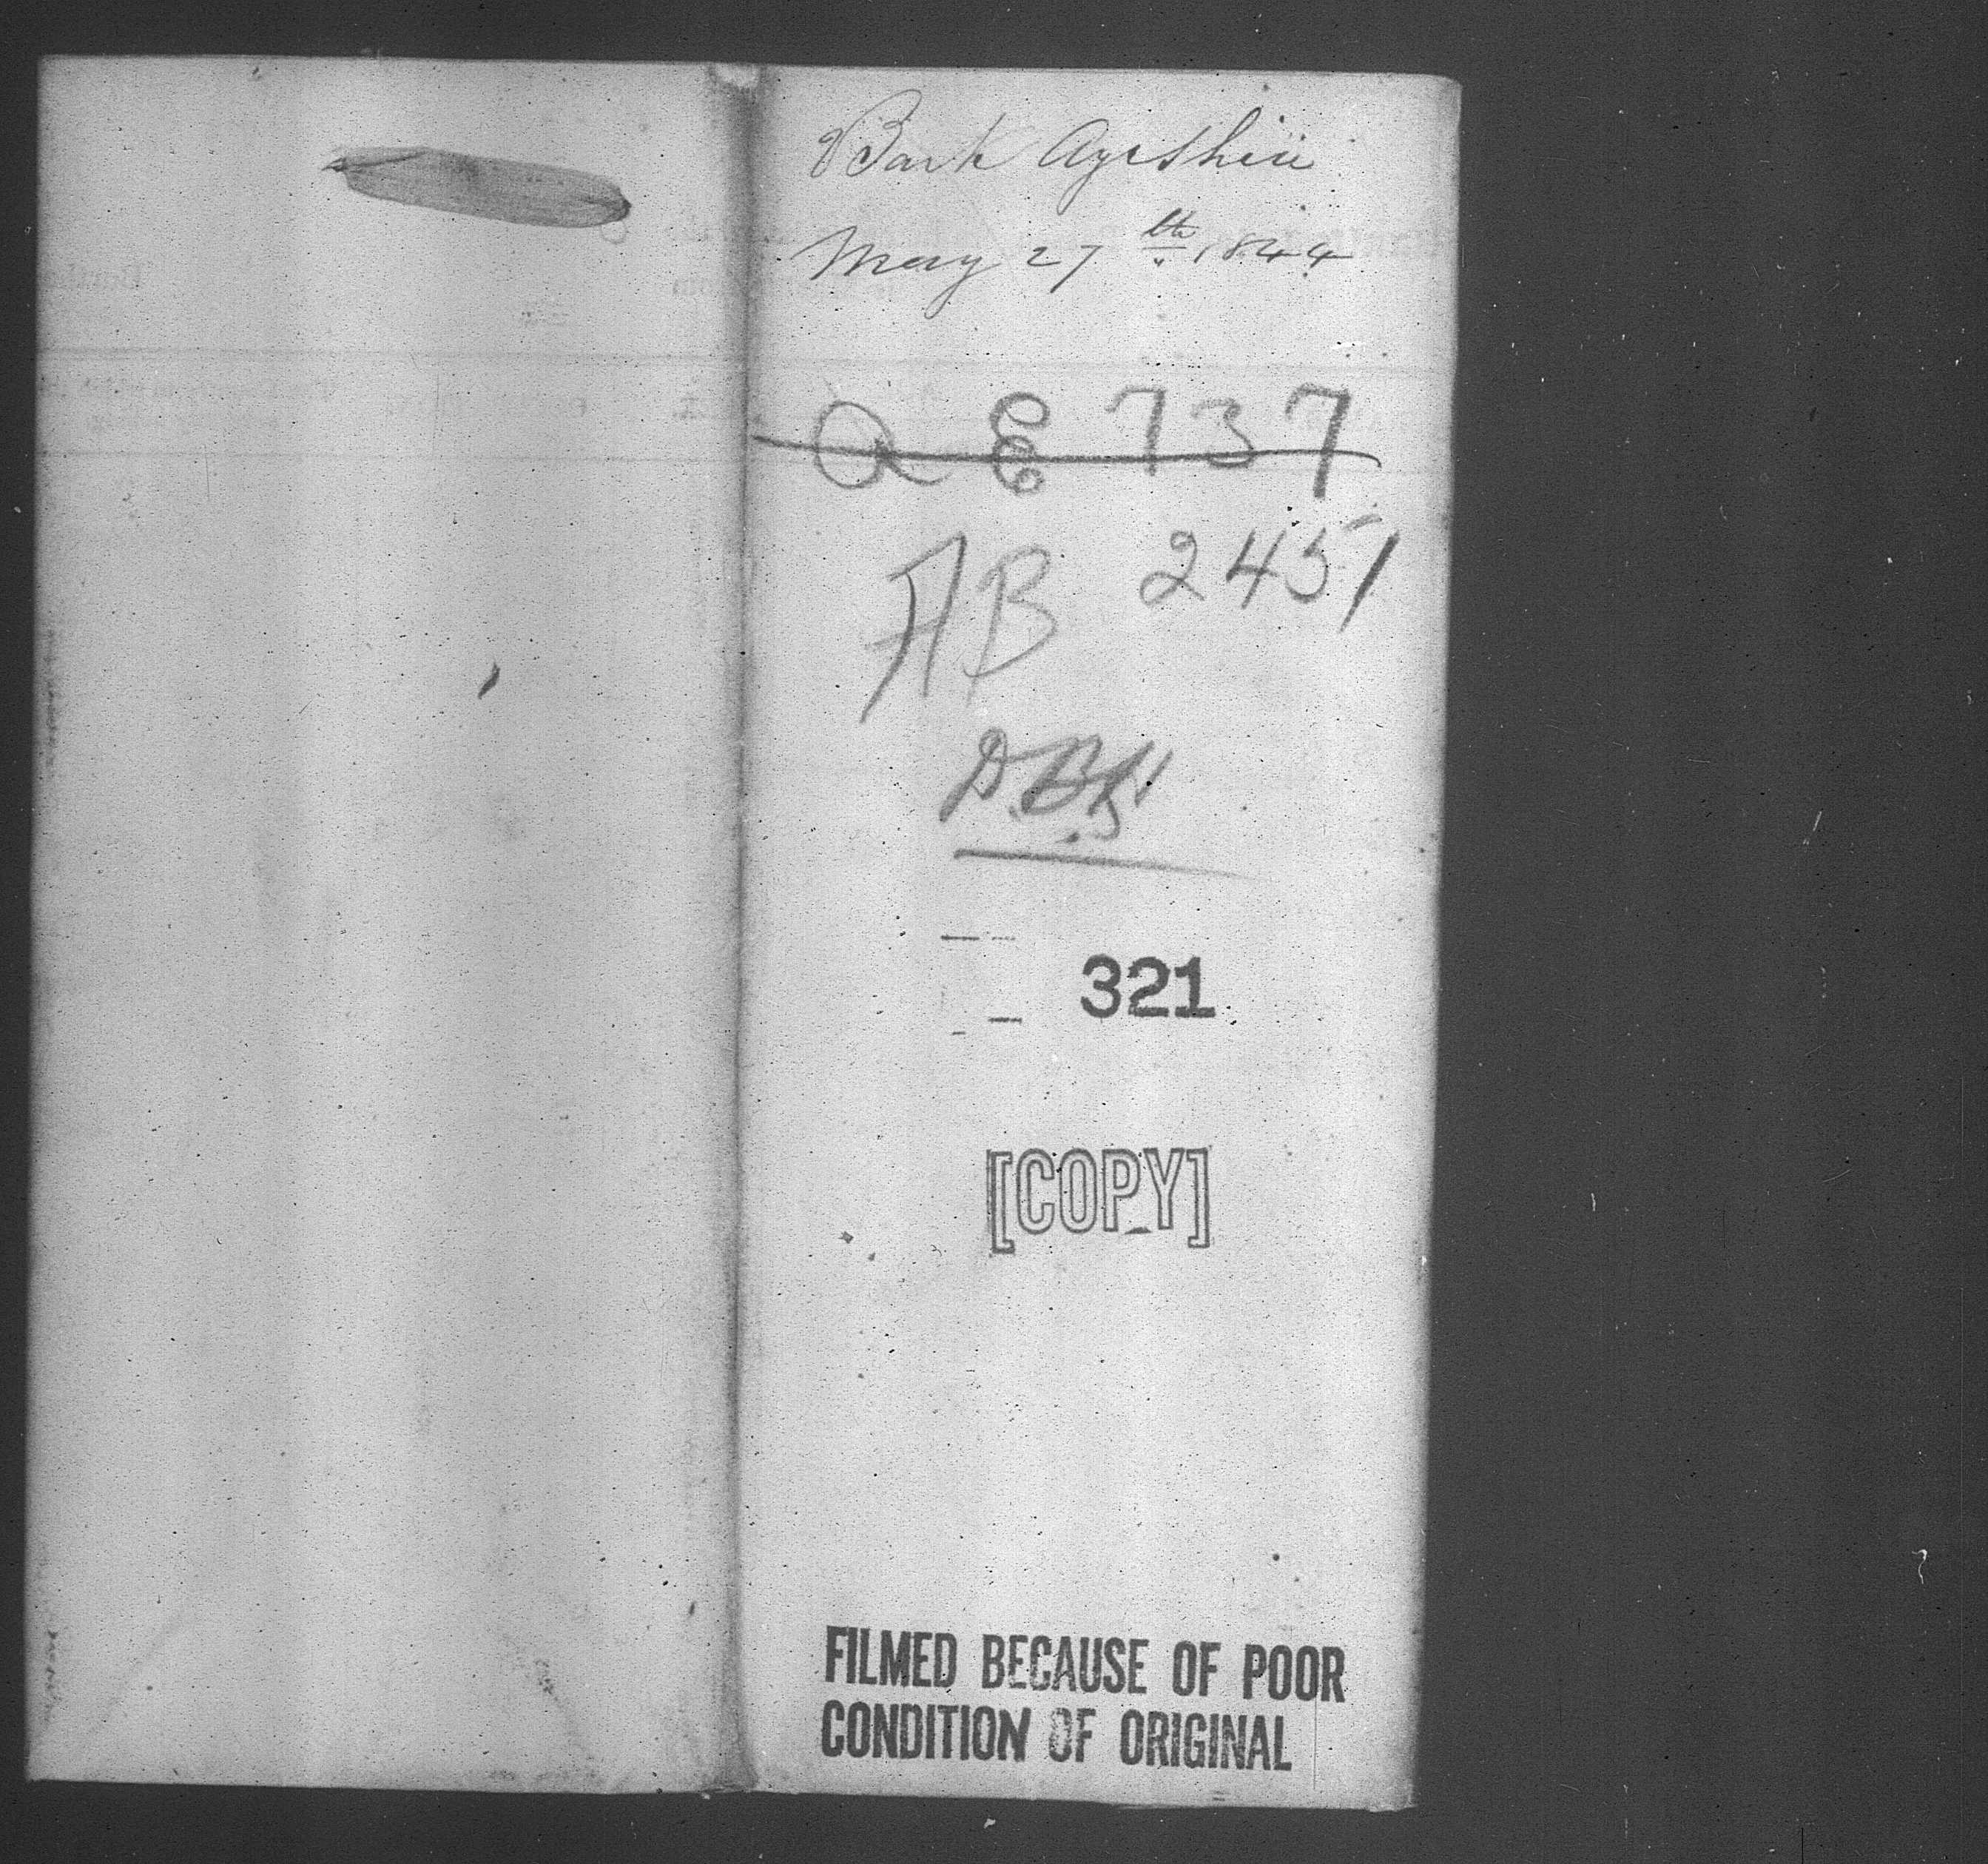 Bark Ayrshire
May 27th 1844
Q E 737
AB 2451
321
[COPY]
FILMED BECAUSE OF POOR
CONDITION OF ORIGINAL